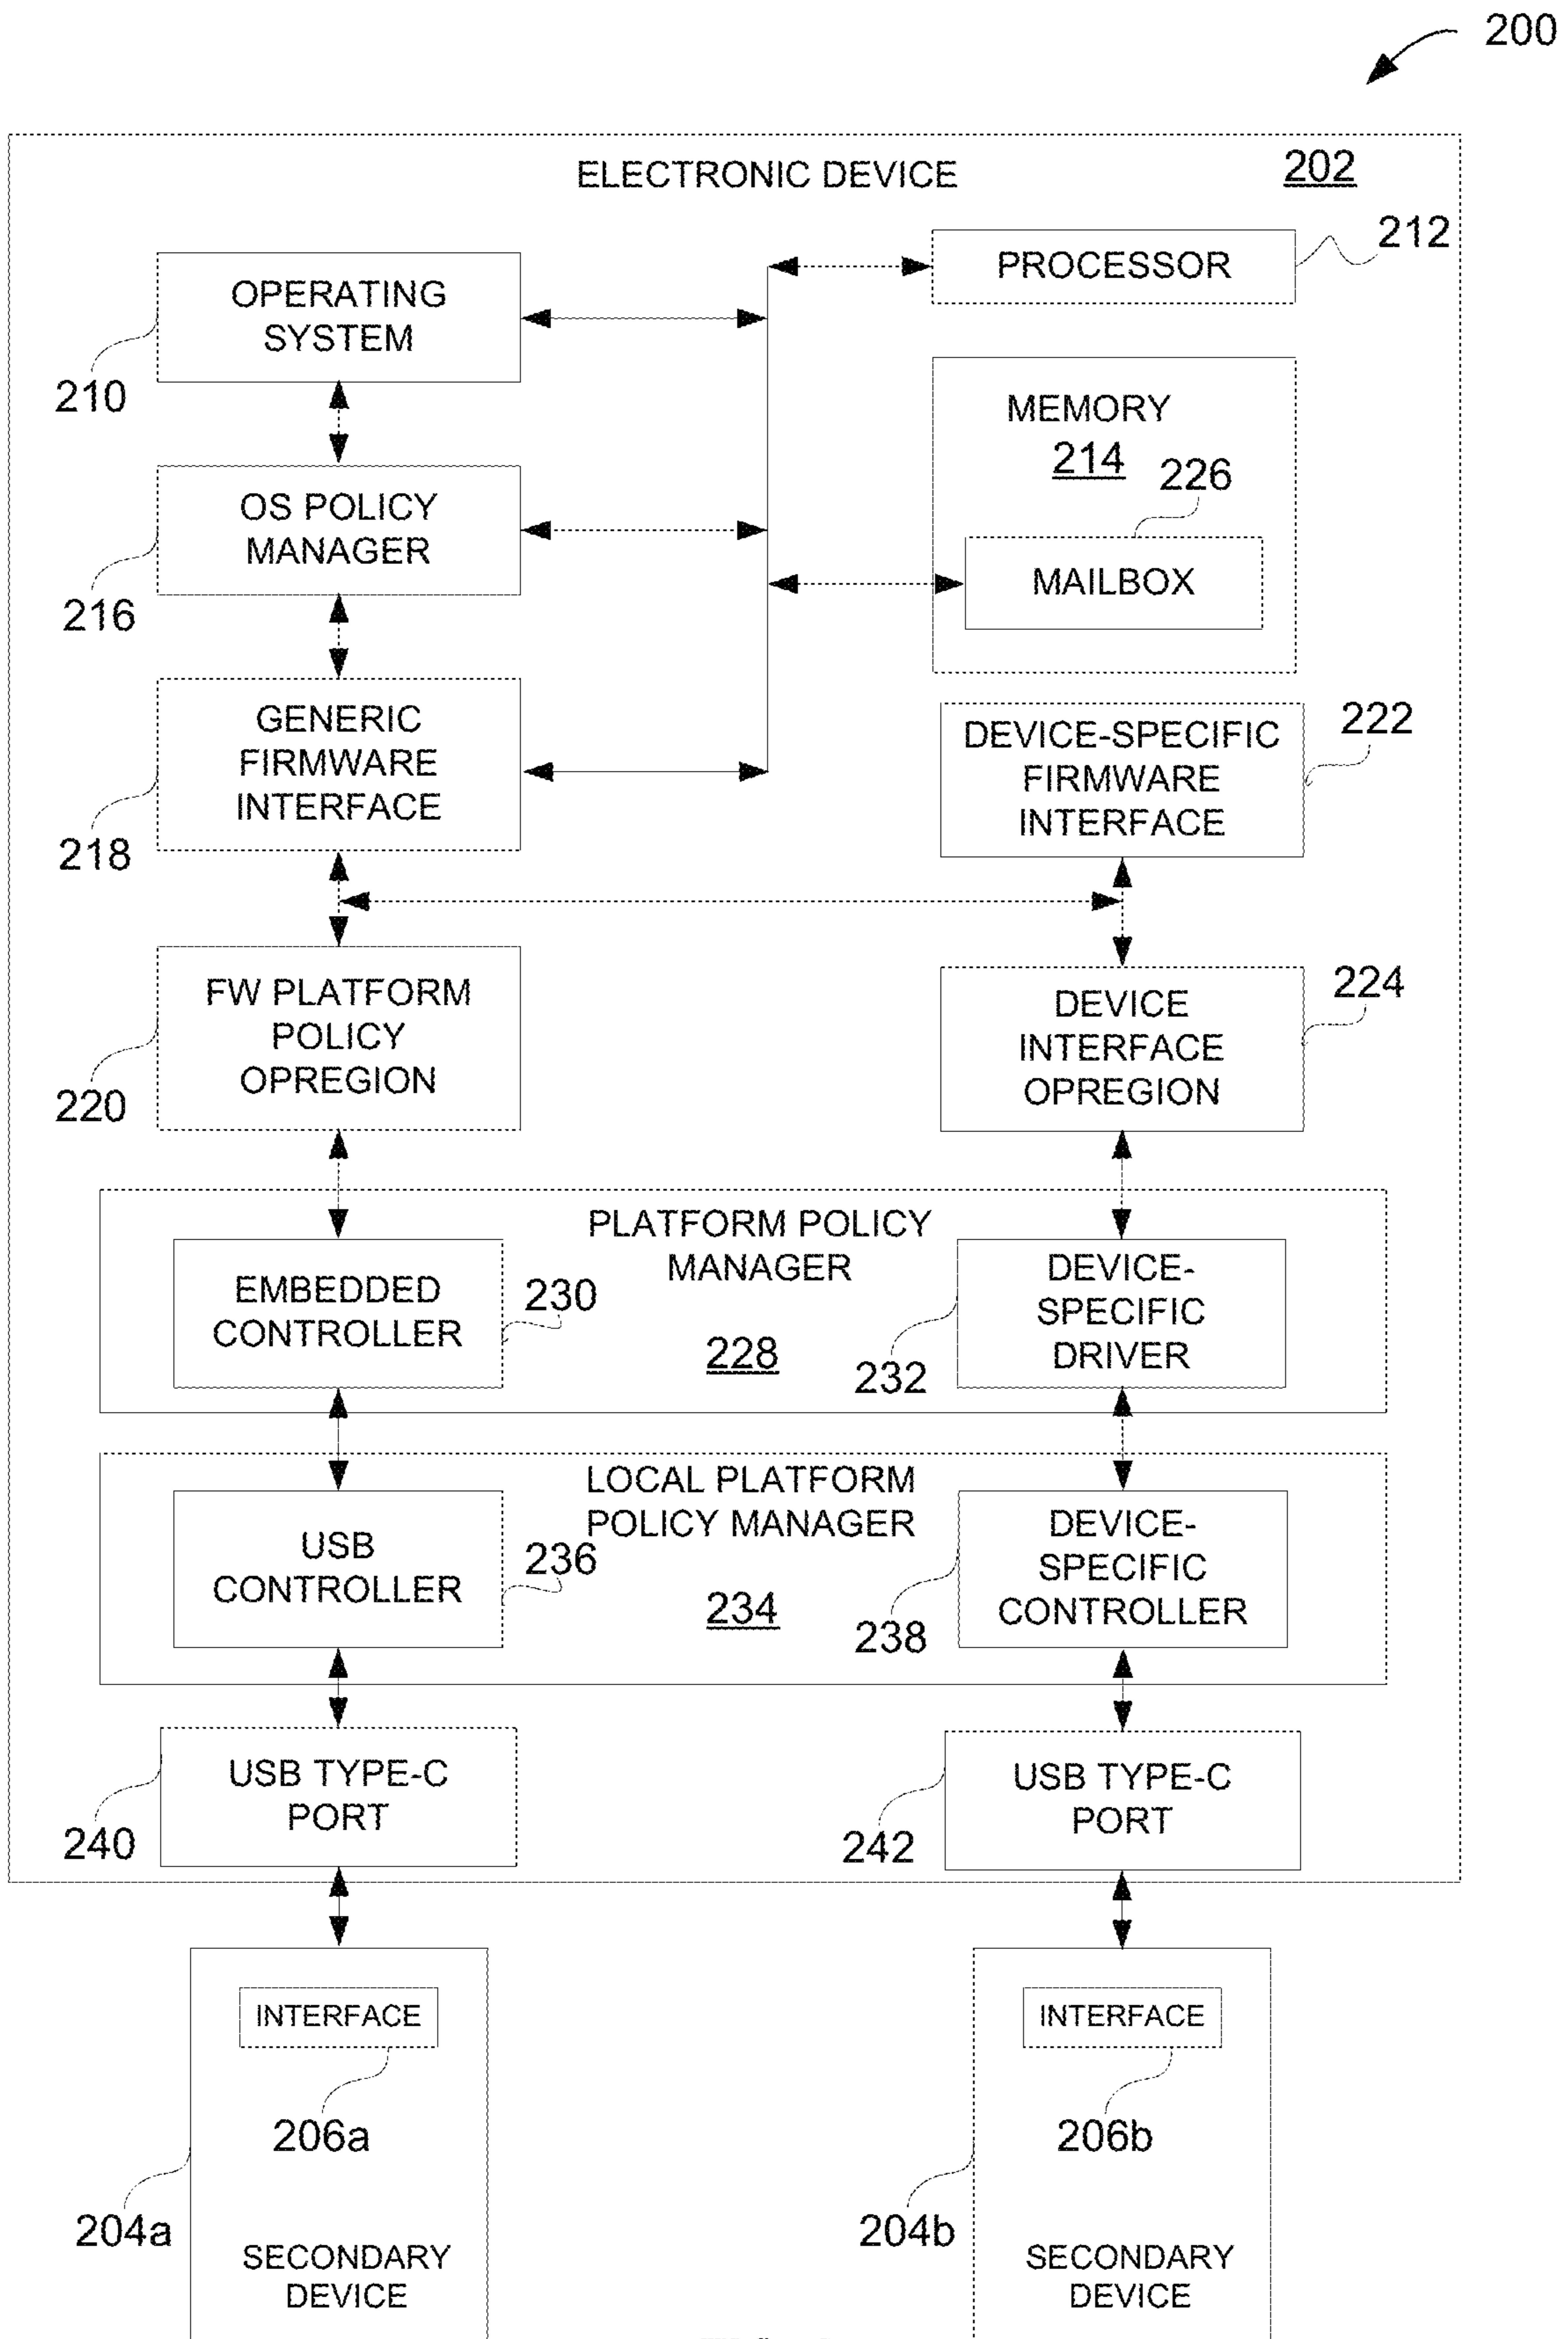 200
ELECTRONIC DEVICE
202
OPERATING
SYSTEM
210
PROCESSOR
212
MEMORY
214
226
MAILBOX
OS POLICY
MANAGER
216
GENERIC
FIRMWARE
INTERFACE
218
DEVICE-SPECIFIC
FIRMWARE
INTERFACE
222
FW PLATFORM
POLICY
OPREGION
220
DEVICE
INTERFACE
OPREGION
224
PLATFORM POLICY
MANAGER
228
EMBEDDED
CONTROLLER
230
DEVICE-
SPECIFIC
DRIVER
232
LOCAL PLATFORM
POLICY MANAGER
234
USB
CONTROLLER
236
DEVICE-
SPECIFIC
CONTROLLER
238
USB TYPE-C
PORT
240
USB TYPE-C
PORT
242
INTERFACE
206a
204a
SECONDARY
DEVICE
INTERFACE
206b
204b
SECONDARY
DEVICE